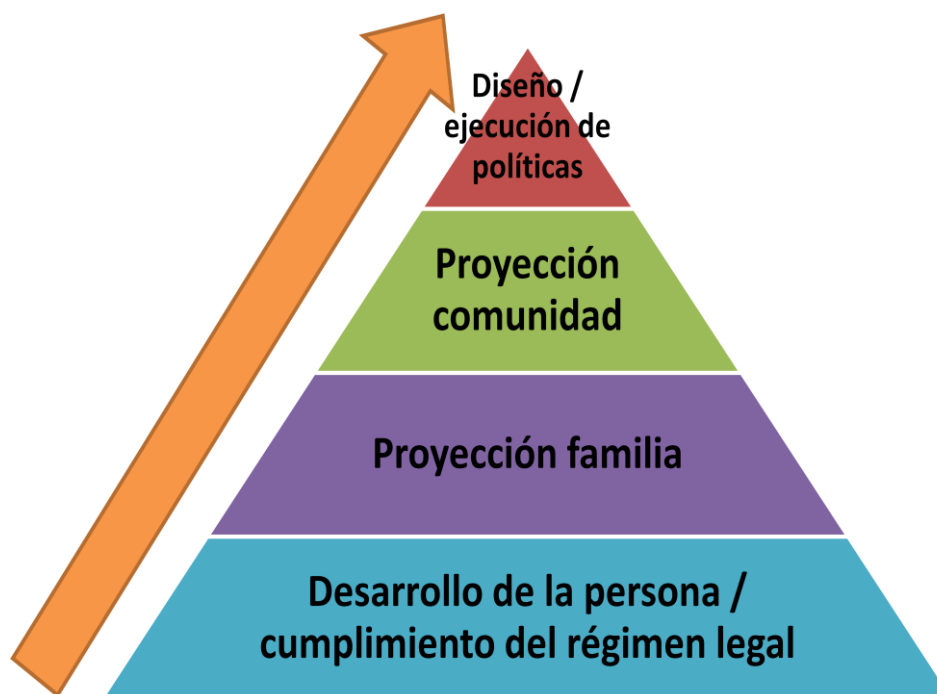 Diseño /
ejecución de
políticas
Proyección
comunidad
Proyección familia
Desarrollo de la persona /
cumplimiento del régimen legal